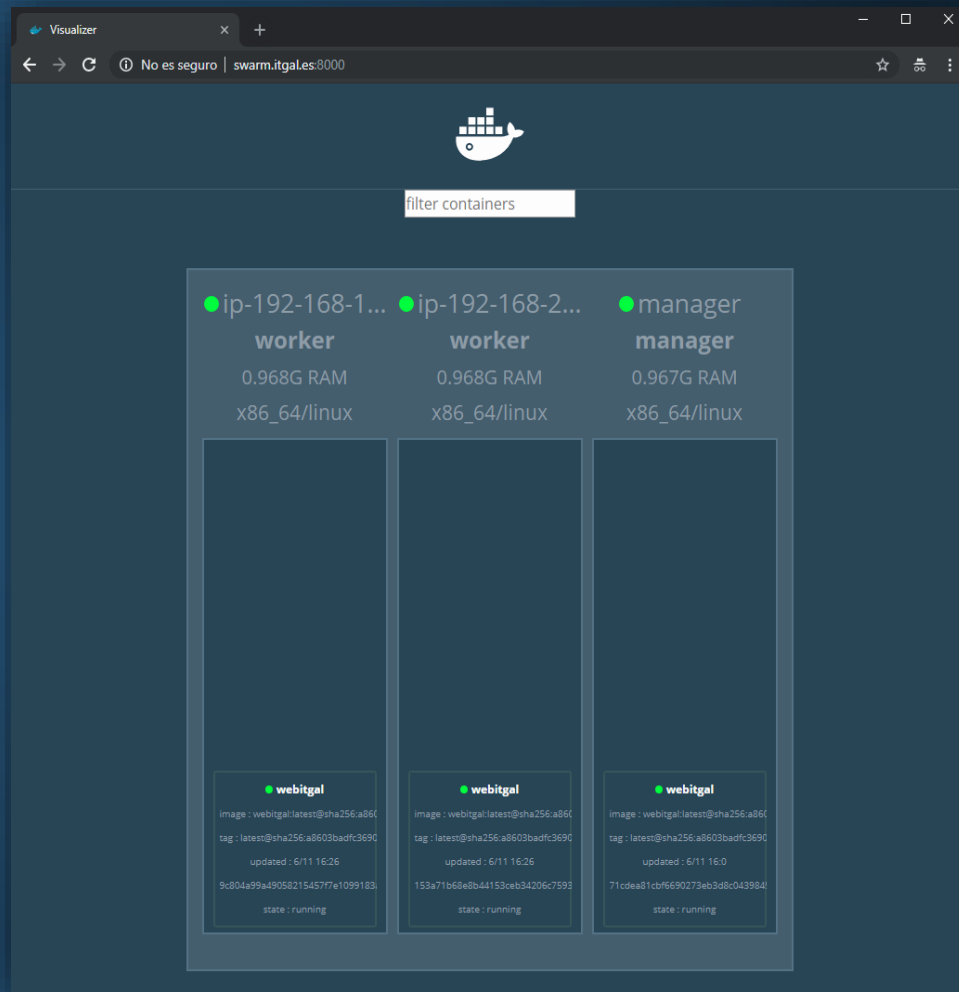 Visualizer
No es seguro | swarm.itgal.es:8000
filter containers
ip-192-168-1...
worker
0.968G RAM
x86_64/linux
ip-192-168-2...
worker
0.968G RAM
x86_64/linux
manager
manager
0.967G RAM
x86_64/linux
webitgal
image : webitgal:latest@sha256:a860
tag : latest@sha256:a8603badfc3690
updated : 6/11 16:26
9c804a99a49058215457f7e1099183
state : running
webitgal
image : webitgal:latest@sha256:a860
tag : latest@sha256:a8603badfc3690
updated : 6/11 16:26
153a71b68e8b44153ceb34206c7593
state : running
webitgal
image : webitgal:latest@sha256:a860
tag : latest@sha256:a8603badfc3690
updated : 6/11 16:0
71cdea81cbf6690273eb3d8c043984
state : running